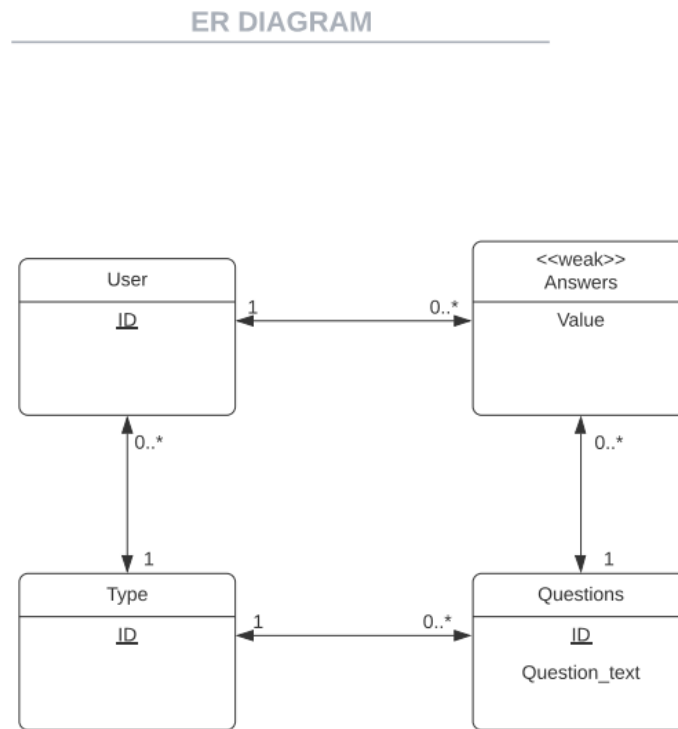 ER DIAGRAM
<<weak>>
User
Answers
ID
Value
1
0..*
0..*
0..*
1
1
Type
Questions
ID
1
0..*
ID
Question_text